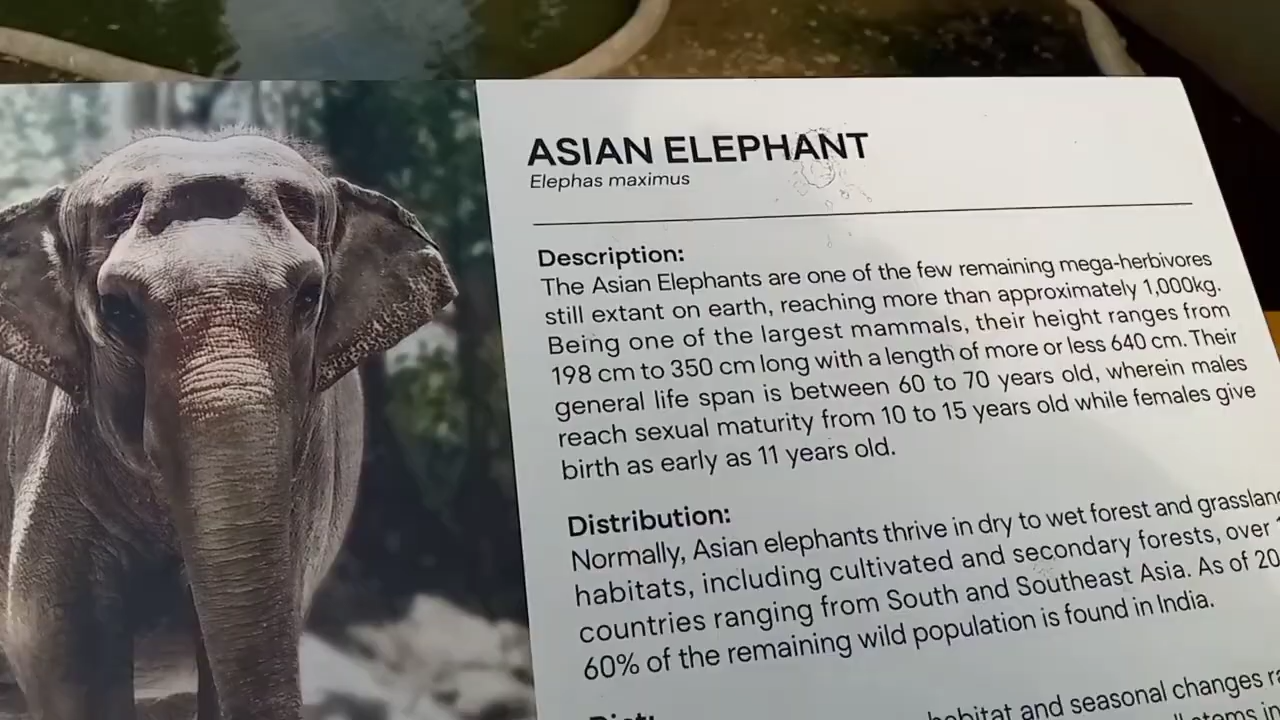 ASIAN ELEPHANT
Elephas maximus
Description:
The Asian Elephants are one of the few remaining mega-herbivores
still extant on earth, reaching more than approximately 1,000kg.
Being one of the largest mammals, their height ranges from
198 cm to 350 cm long with a length of more or less 640 cm. Their
general life span is between 60 to 70 years old, wherein males
reach sexual maturity from 10 to 15 years old while females give
birth as early as 11 years old.
Distribution:
Normally, Asian elephants thrive in dry to wet forest and grassland
habitats, including cultivated and secondary forests, over
countries ranging from South and Southeast Asia. As of 20
60% of the remaining wild population is found in India.
habitat and seasonal changes